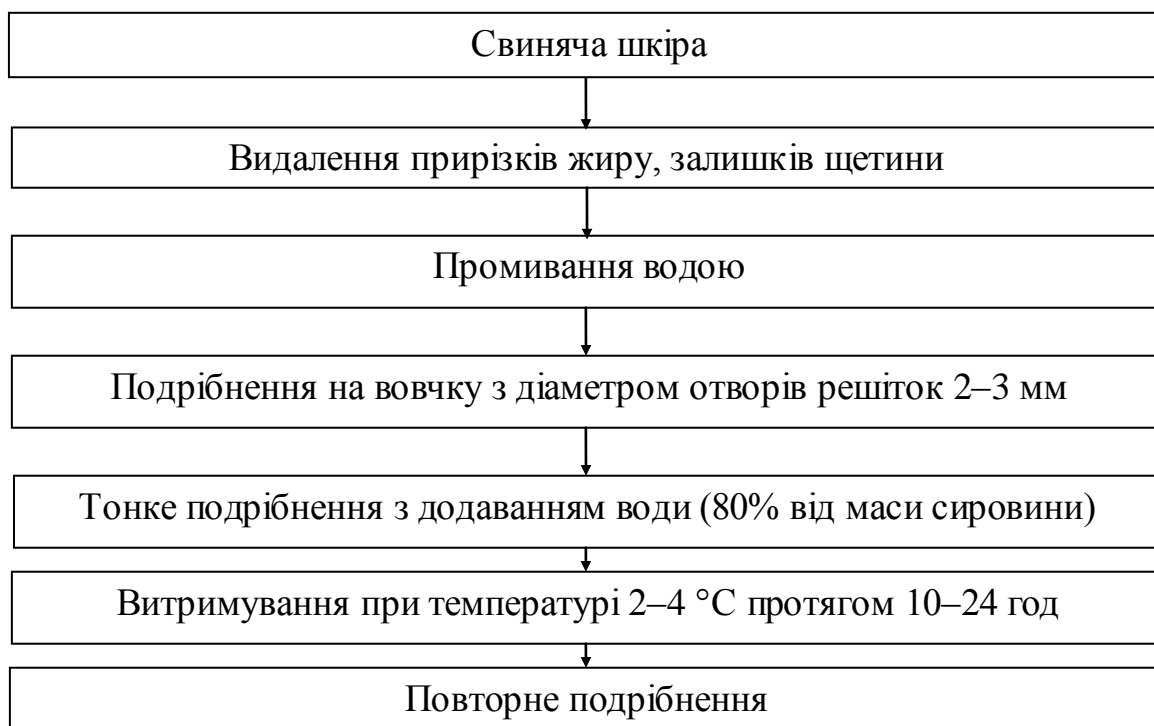 Свиняча шкіра
Видалення прирізків жиру, залишків щетини
Промивання водою
Подрібнення на вовчку з діаметром отворів решіток 2–3 мм
Тонке подрібнення з додаванням води (80% від маси сировини)
Витримування при температурі 2–4 °С протягом 10–24 год
Повторне подрібнення